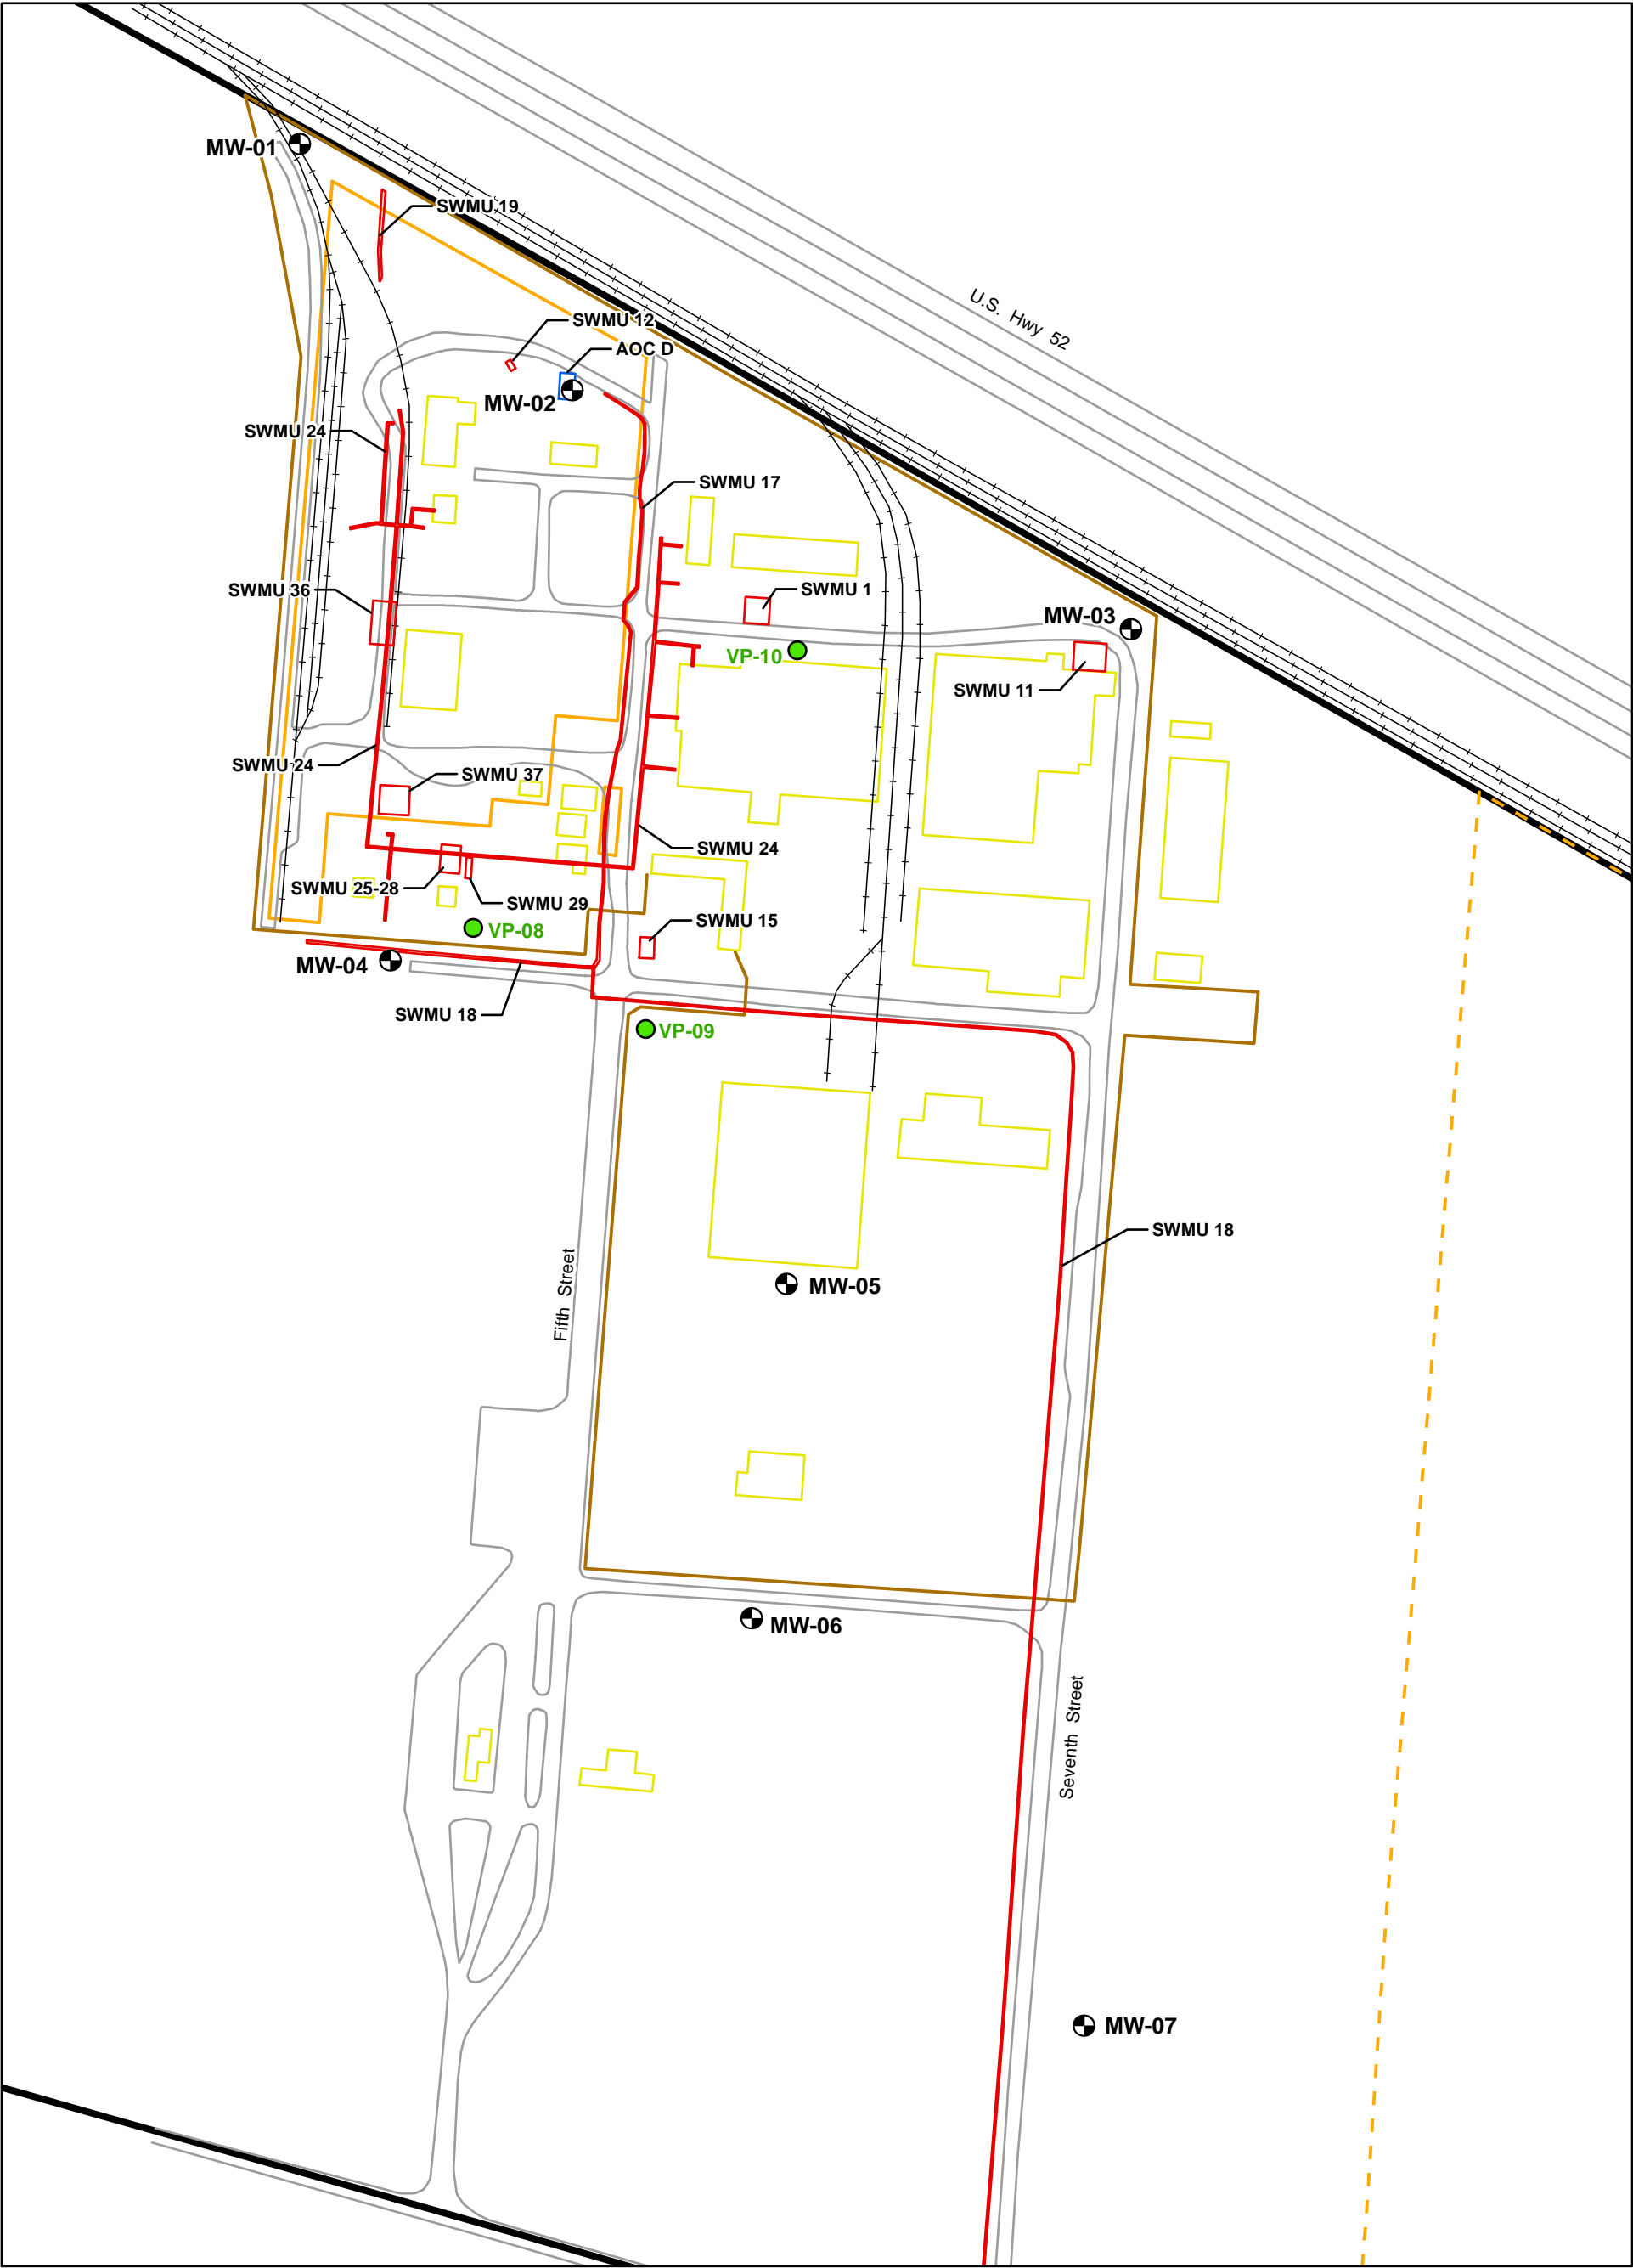 MW-01
SWMU 19
U.S. Hwy 52
SWMU 12
AOC D
MW-02
SWMU 24
SWMU 17
SWMU 36
SWMU 1
MW-03
VP-10
SWMU 11
SWMU 24
SWMU 37
SWMU 24
SWMU 25-28
SWMU 29
SWMU 15
VP-08
MW-04
SWMU 18
VP-09
SWMU 18
Fifth Street
MW-05
MW-06
Seventh Street
MW-07